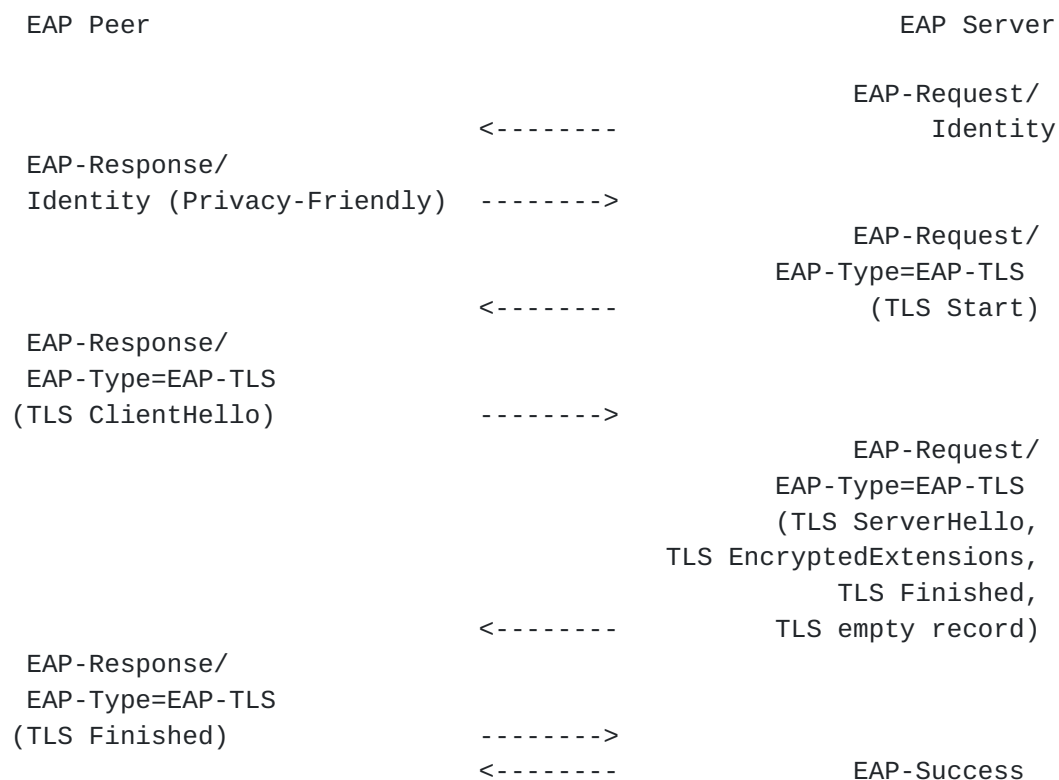 EAP Peer                                                EAP Server

                                                     EAP-Request/
                             <--------                    Identity
EAP-Response/
Identity (Privacy-Friendly)  -------->
                                                     EAP-Request/
                                                EAP-Type=EAP-TLS
                             <--------                (TLS Start)
EAP-Response/
EAP-Type=EAP-TLS
(TLS ClientHello)             -------->
                                                     EAP-Request/
                                                EAP-Type=EAP-TLS
                                                (TLS ServerHello,
                                         TLS EncryptedExtensions,
                                                    TLS Finished,
                             <--------          TLS empty record)
EAP-Response/
EAP-Type=EAP-TLS
(TLS Finished)                -------->
                             <--------               EAP-Success